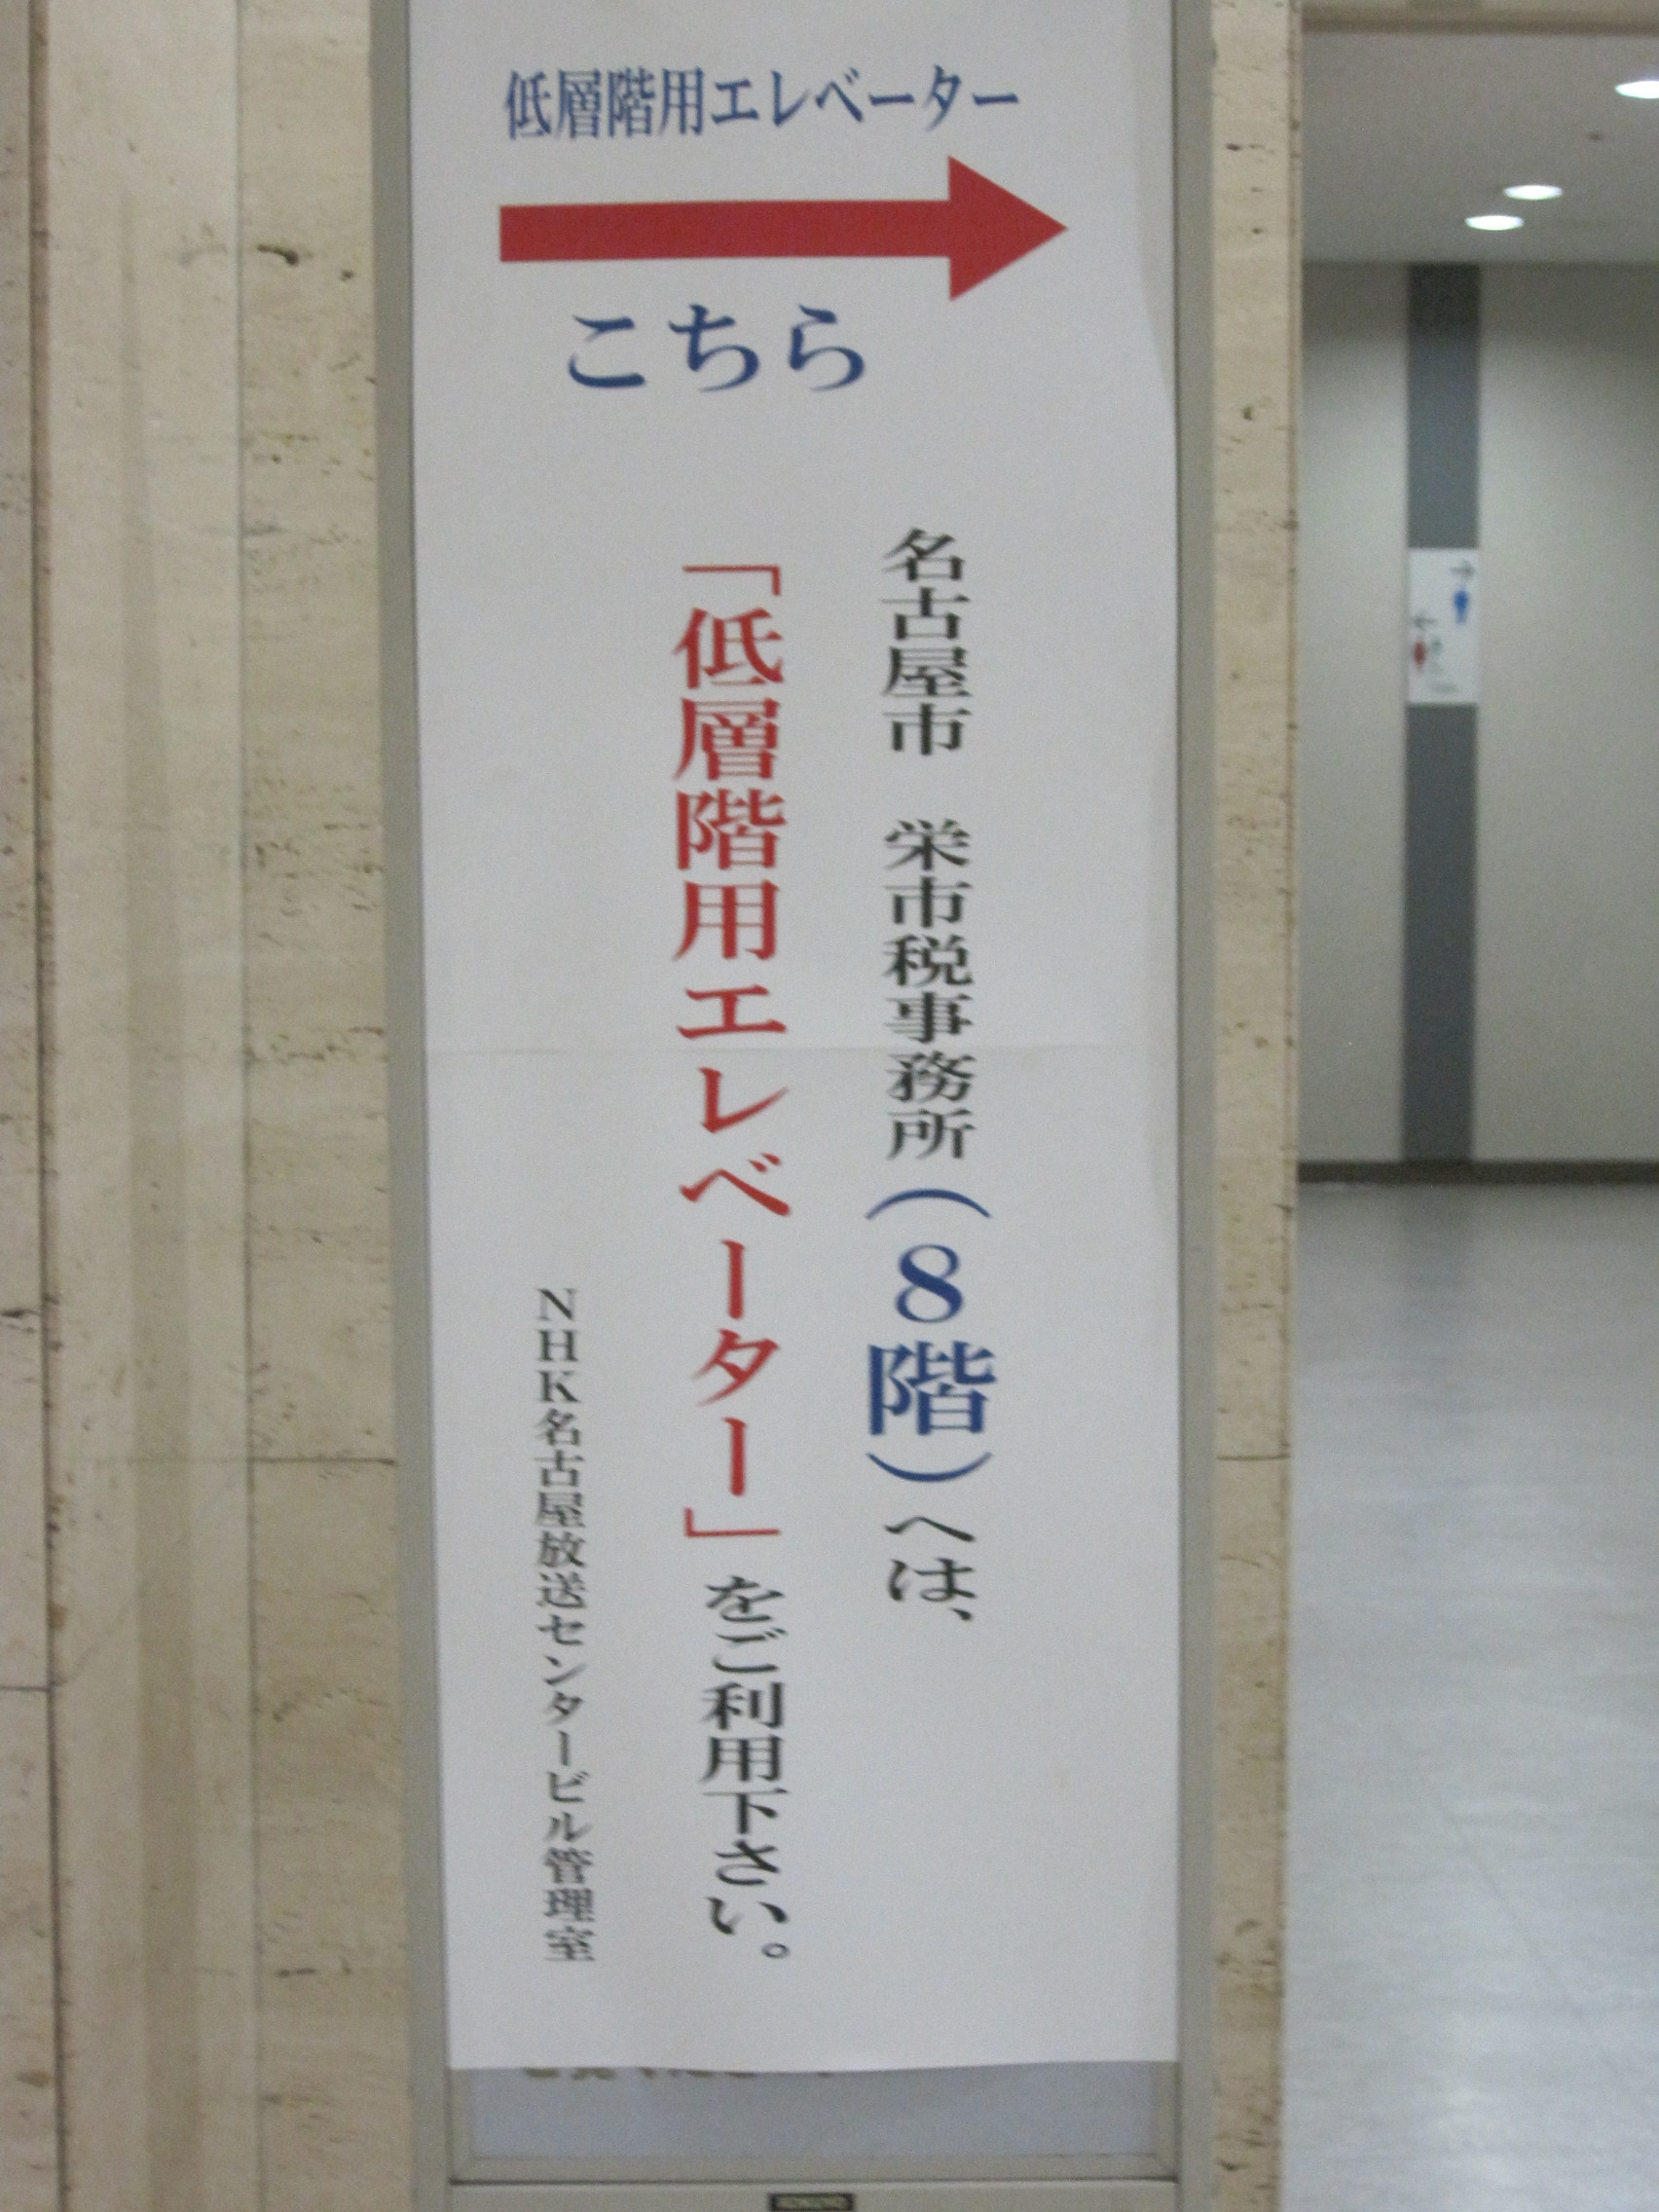 低層階用エレベーター
こちら
名古屋市　栄市税事務所(8階)へは、
「低層階用エレベーター」をご利用下さい。
NHK名古屋放送センタービル管理室